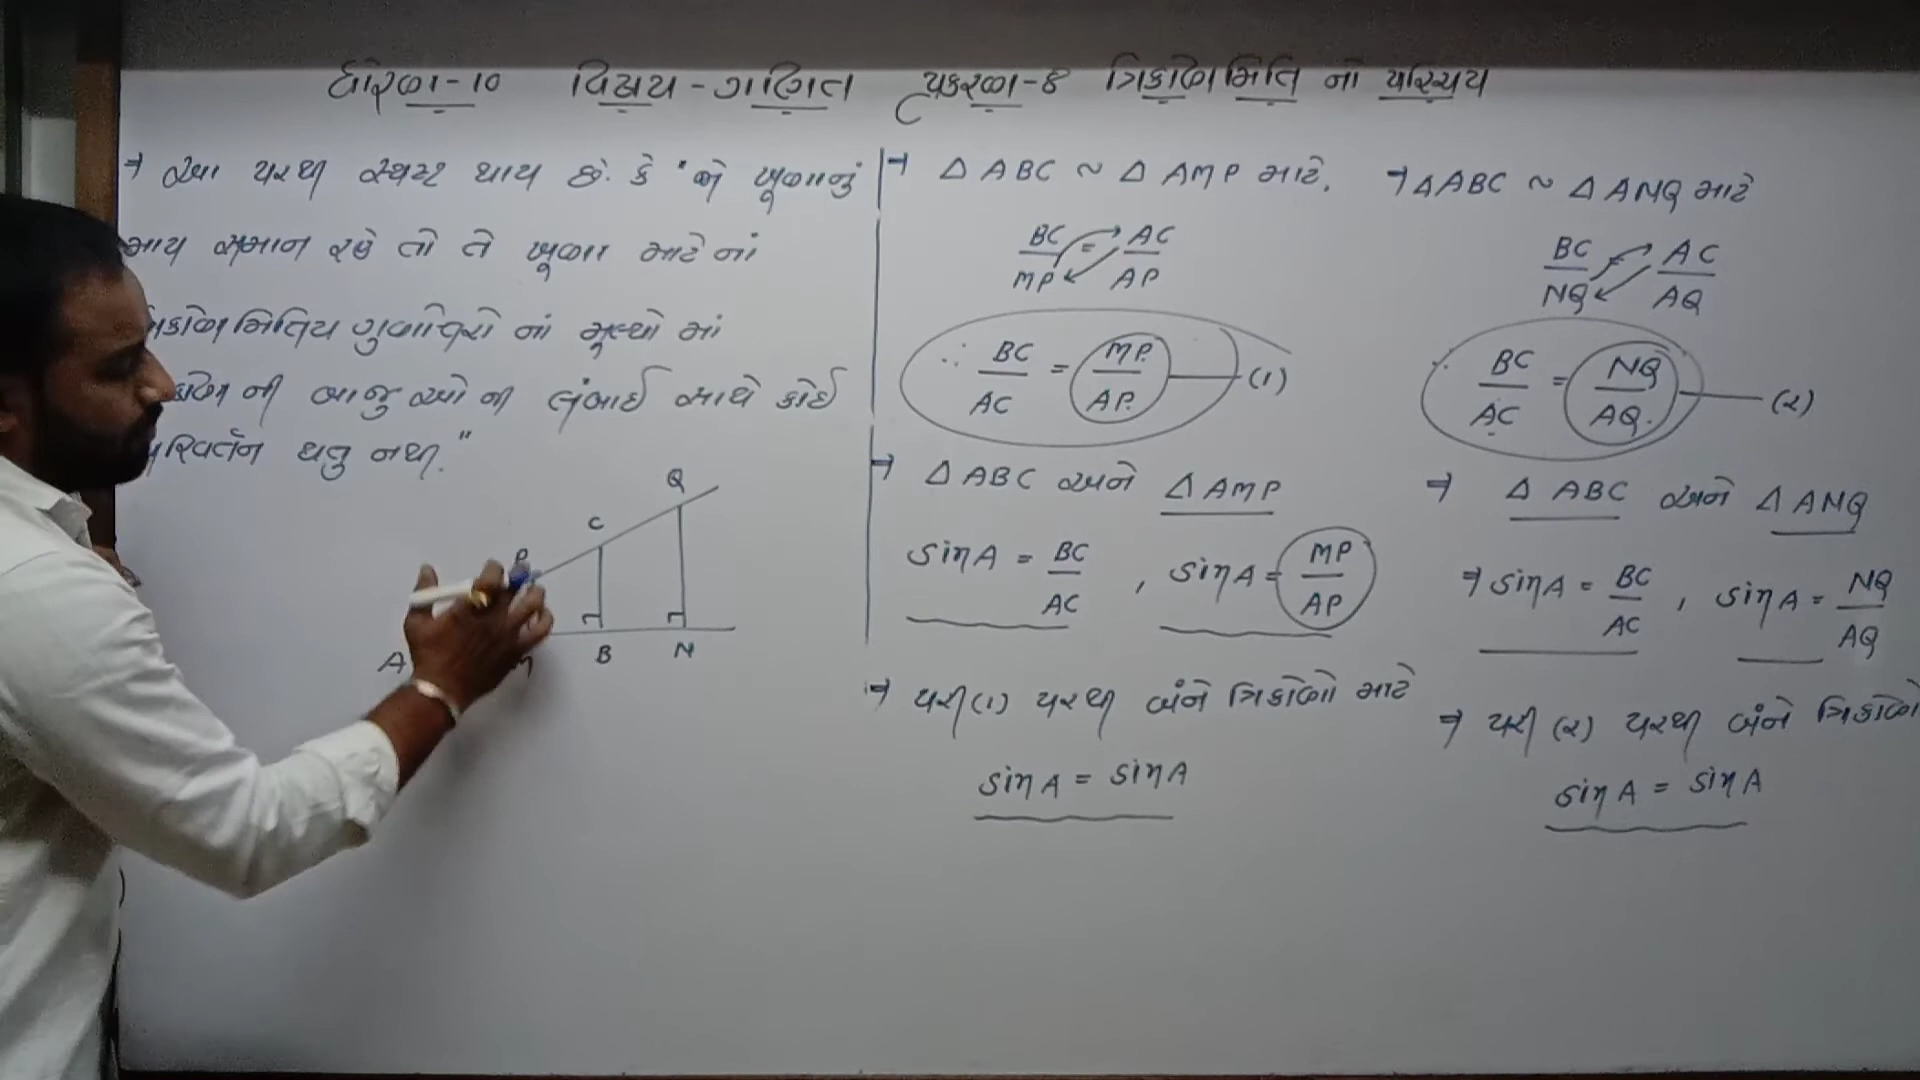 ધોરણ-10 વિષય-ગણિત પ્રકરણ-8 ત્રિકોણમિતિ નો પરિચય
→ આ પરથી સ્પષ્ટ થાય છે. કે "જો ખૂણાનું
માપ સમાન રહે તો તે ખૂણા માટે નાં
ત્રિકોણમિતિય ગુણોત્તરો નાં મૂલ્યો માં
ની બાજુઓ ની લંબાઈ સાથે કોઈ
પરિવર્તન થતુ નથી."
Q
C
P
A M B N
→ Δ ABC ~ Δ AMP માટે.
BC/MP = AC/AP
∴ BC/AC = MP/AP —(1)
→ Δ ABC અને Δ AMP
sinA = BC/AC , sinA = MP/AP
→ પરી(1) પરથી બંને ત્રિકોણો માટે
sinA = sinA
→ Δ ABC ~ Δ ANQ માટે
BC/NQ = AC/AQ
∴ BC/AC = NQ/AQ. —(૨)
→ Δ ABC અને Δ ANQ
→ sinA = BC/AC , sinA = NQ/AQ
→ પરી (૨) પરથી બંને ત્રિકોણો
sinA = sinA